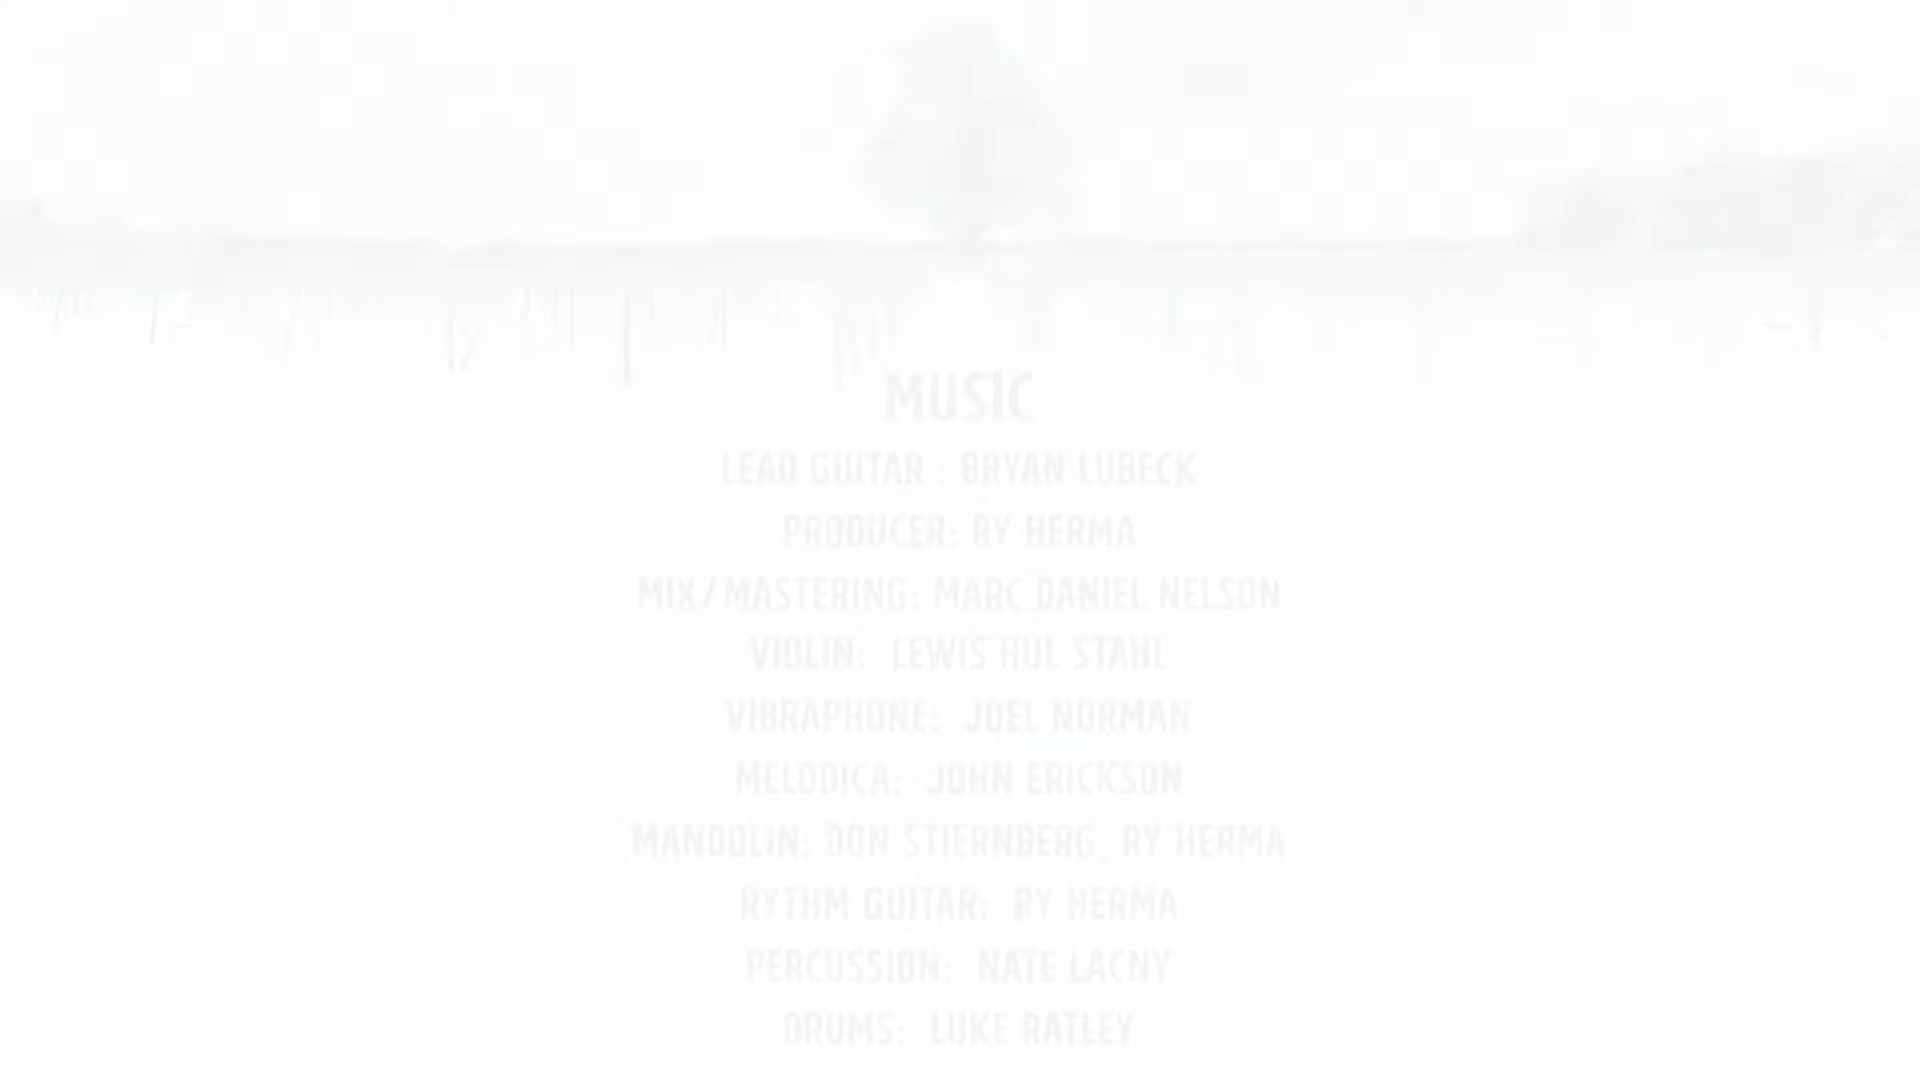 MUSIC
LEAD GUITAR : BRYAN LUBECK
PRODUCER: RY HERMA
MIX/MASTERING: MARC DANIEL NELSON
VIOLIN: LEWIS HUL STAHL
VIBRAPHONE: JOEL NORMAN
MELODICA: JOHN ERICKSON
MANDOLIN: DON STIERNBERG, RY HERMA
RYTHM GUITAR: RY HERMA
PERCUSSION: NATE LACNY
DRUMS: LUKE RATLEY